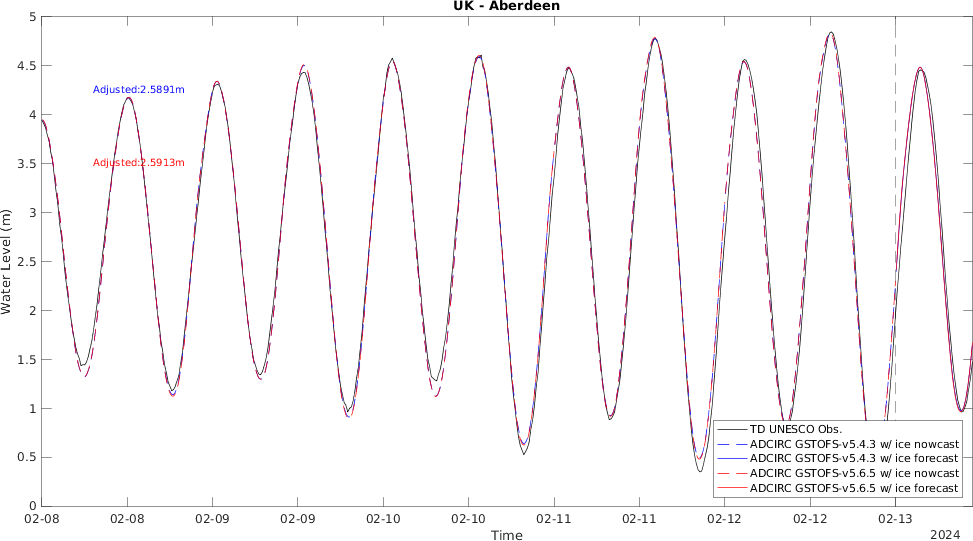 UK - Aberdeen
5
4.5
4
3.5
3
2.5
2
1.5
1
0.5
0
Water Level (m)
Adjusted:2.5891m
Adjusted:2.5913m
TD UNESCO Obs.
ADCIRC GSTOFS-v5.4.3 w/ ice nowcast
ADCIRC GSTOFS-v5.4.3 w/ ice forecast
ADCIRC GSTOFS-v5.6.5 w/ ice nowcast
ADCIRC GSTOFS-v5.6.5 w/ ice forecast
02-08 02-08 02-09 02-09 02-10 02-10 02-11 02-11 02-12 02-12 02-13
Time
2024